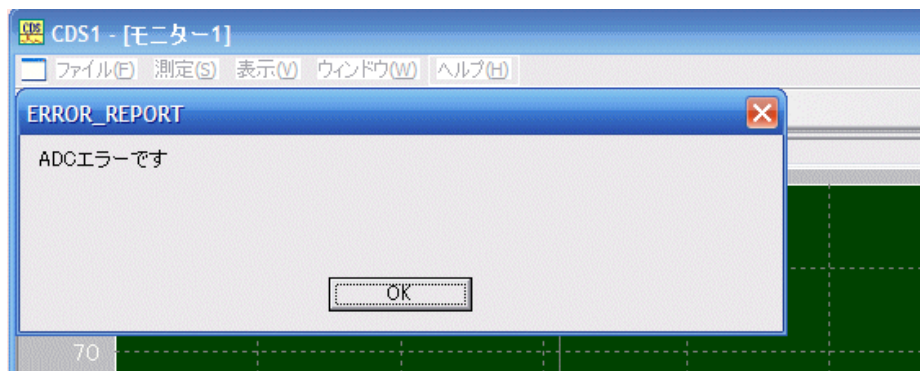 CDS
CDS1 - [モニター1]
ファイル(F) 測定(S) 表示(V) ウィンドウ(W) ヘルプ(H)
ERROR_REPORT
ADCエラーです
OK
70